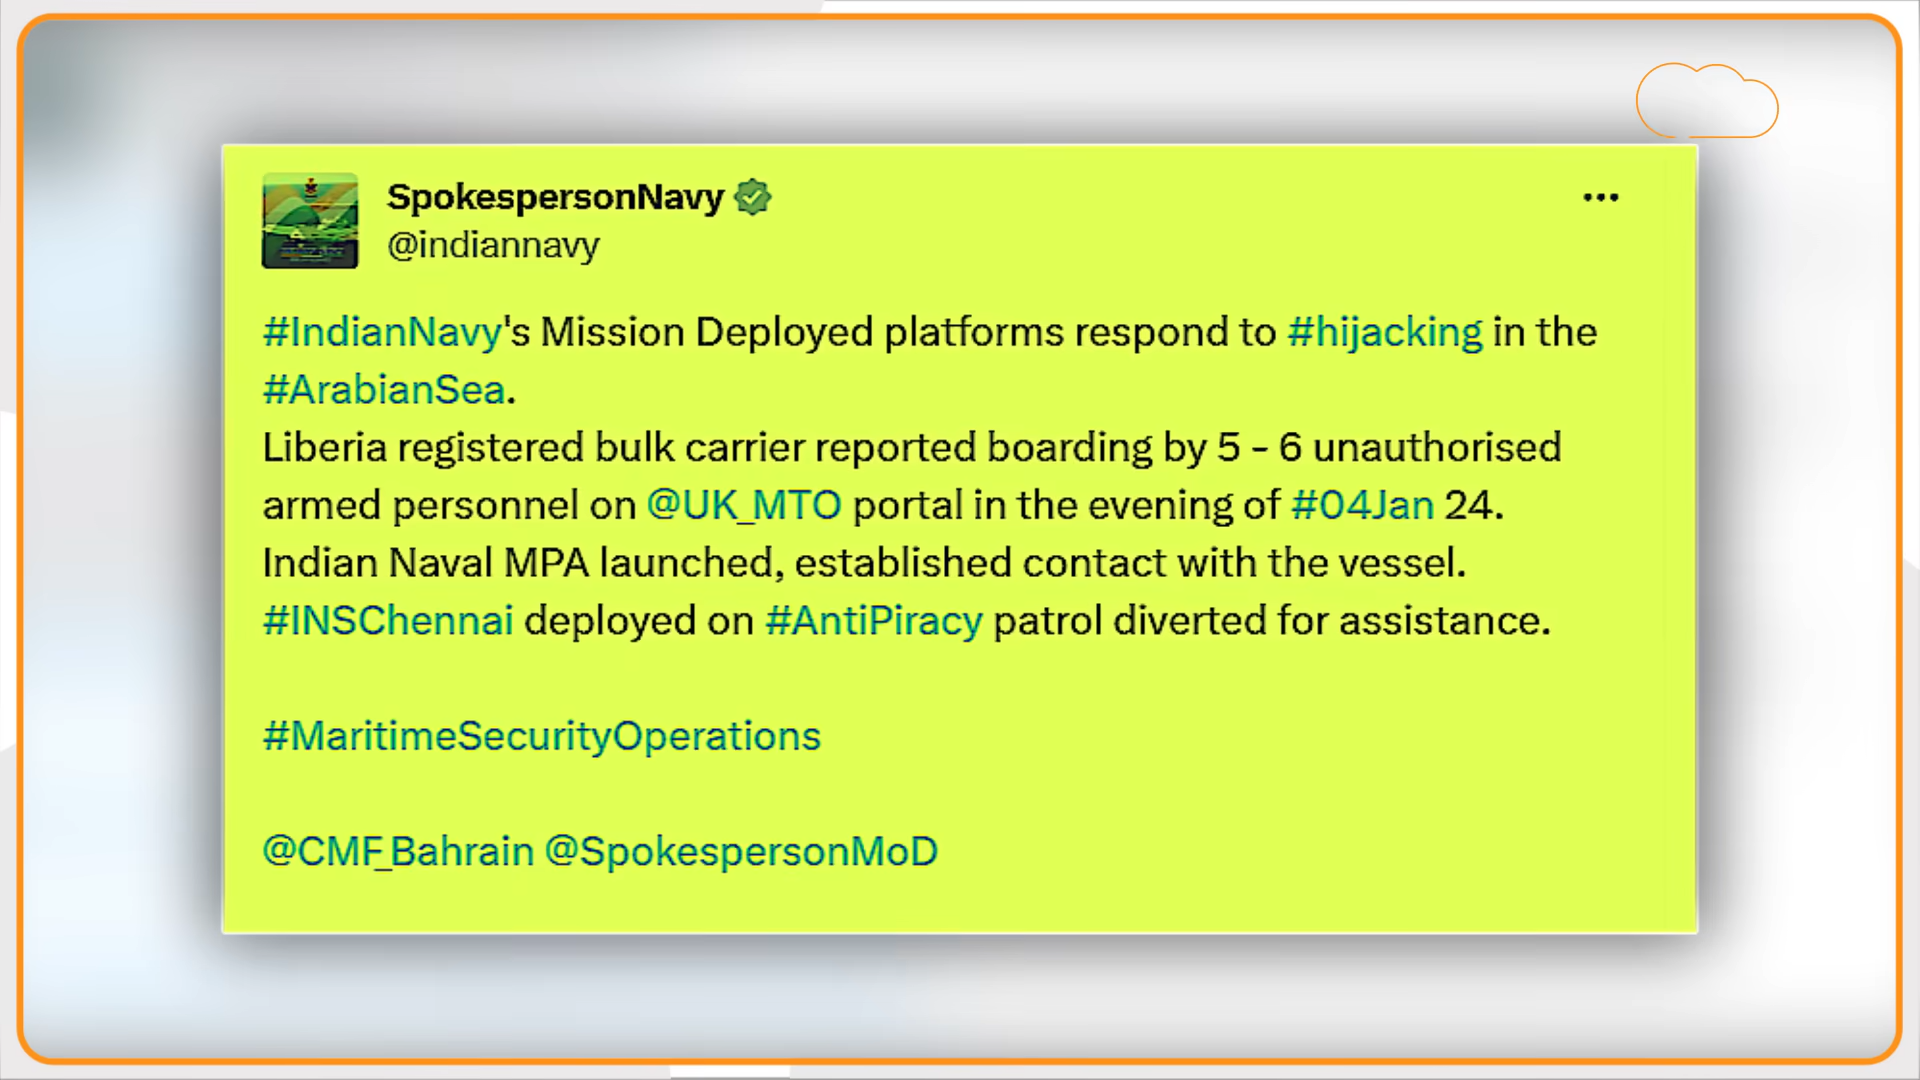 SpokespersonNavy
@indiannavy
#IndianNavy's Mission Deployed platforms respond to #hijacking in the
#ArabianSea.
Liberia registered bulk carrier reported boarding by 5 - 6 unauthorised
armed personnel on @UK_MTO portal in the evening of #04Jan 24.
Indian Naval MPA launched, established contact with the vessel.
#INSChennai deployed on #AntiPiracy patrol diverted for assistance.
#MaritimeSecurityOperations
@CMF_Bahrain @SpokespersonMoD